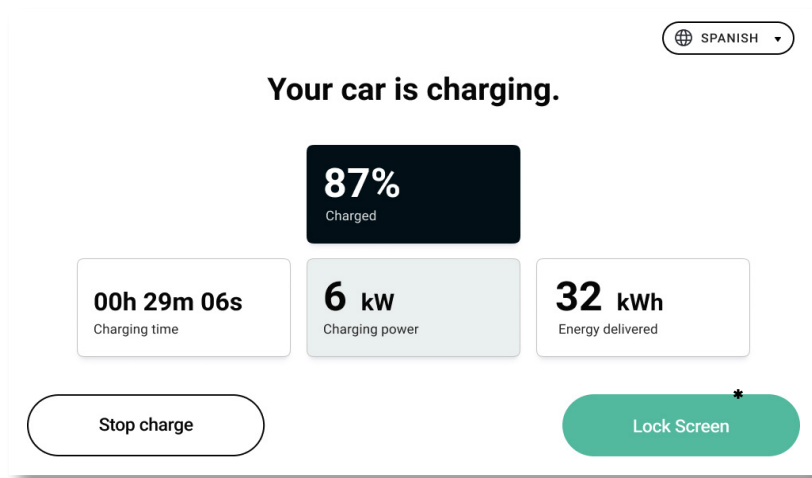 SPANISH
Your car is charging.
87%
Charged
00h 29m 06s
Charging time
6 kW
Charging power
32 kWh
Energy delivered
Stop charge
*
Lock Screen